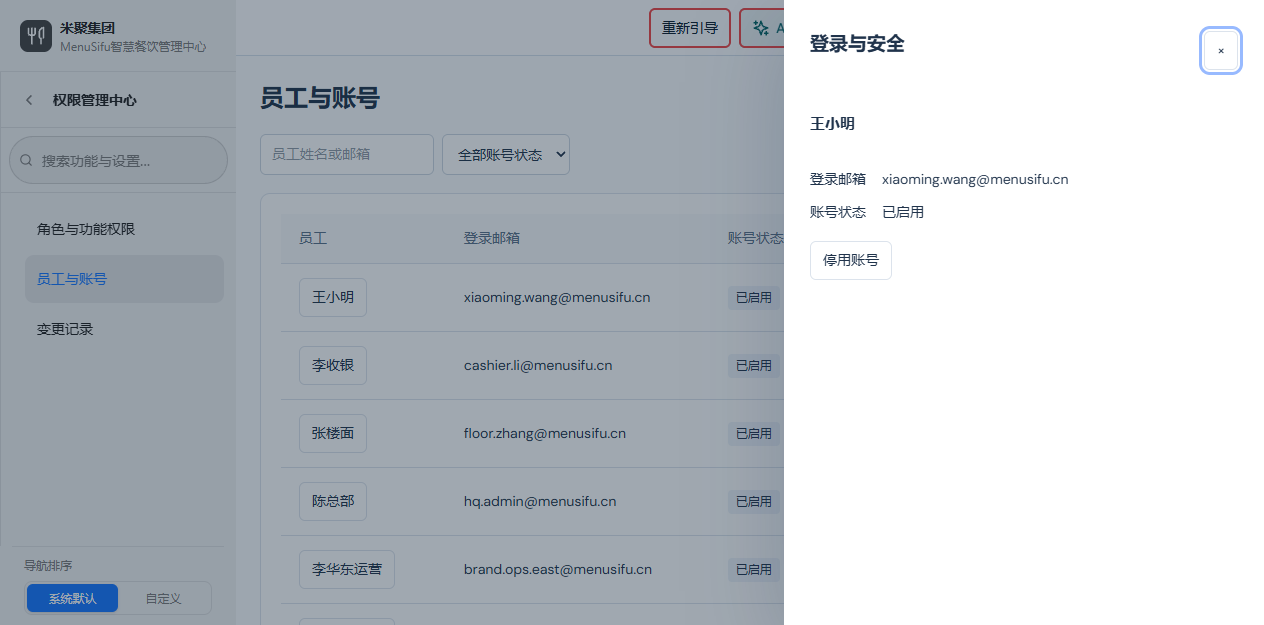 米聚集团
MenuSifu智慧餐饮管理中心
权限管理中心
搜索功能与设置...
角色与功能权限
员工与账号
变更记录
导航排序
系统默认 自定义
重新引导
员工与账号
员工姓名或邮箱 全部账号状态
员工 登录邮箱 账号状态
王小明 xiaoming.wang@menusifu.cn 已启用
李收银 cashier.li@menusifu.cn 已启用
张楼面 floor.zhang@menusifu.cn 已启用
陈总部 hq.admin@menusifu.cn 已启用
李华东运营 brand.ops.east@menusifu.cn 已启用
登录与安全
×
王小明
登录邮箱 xiaoming.wang@menusifu.cn
账号状态 已启用
停用账号